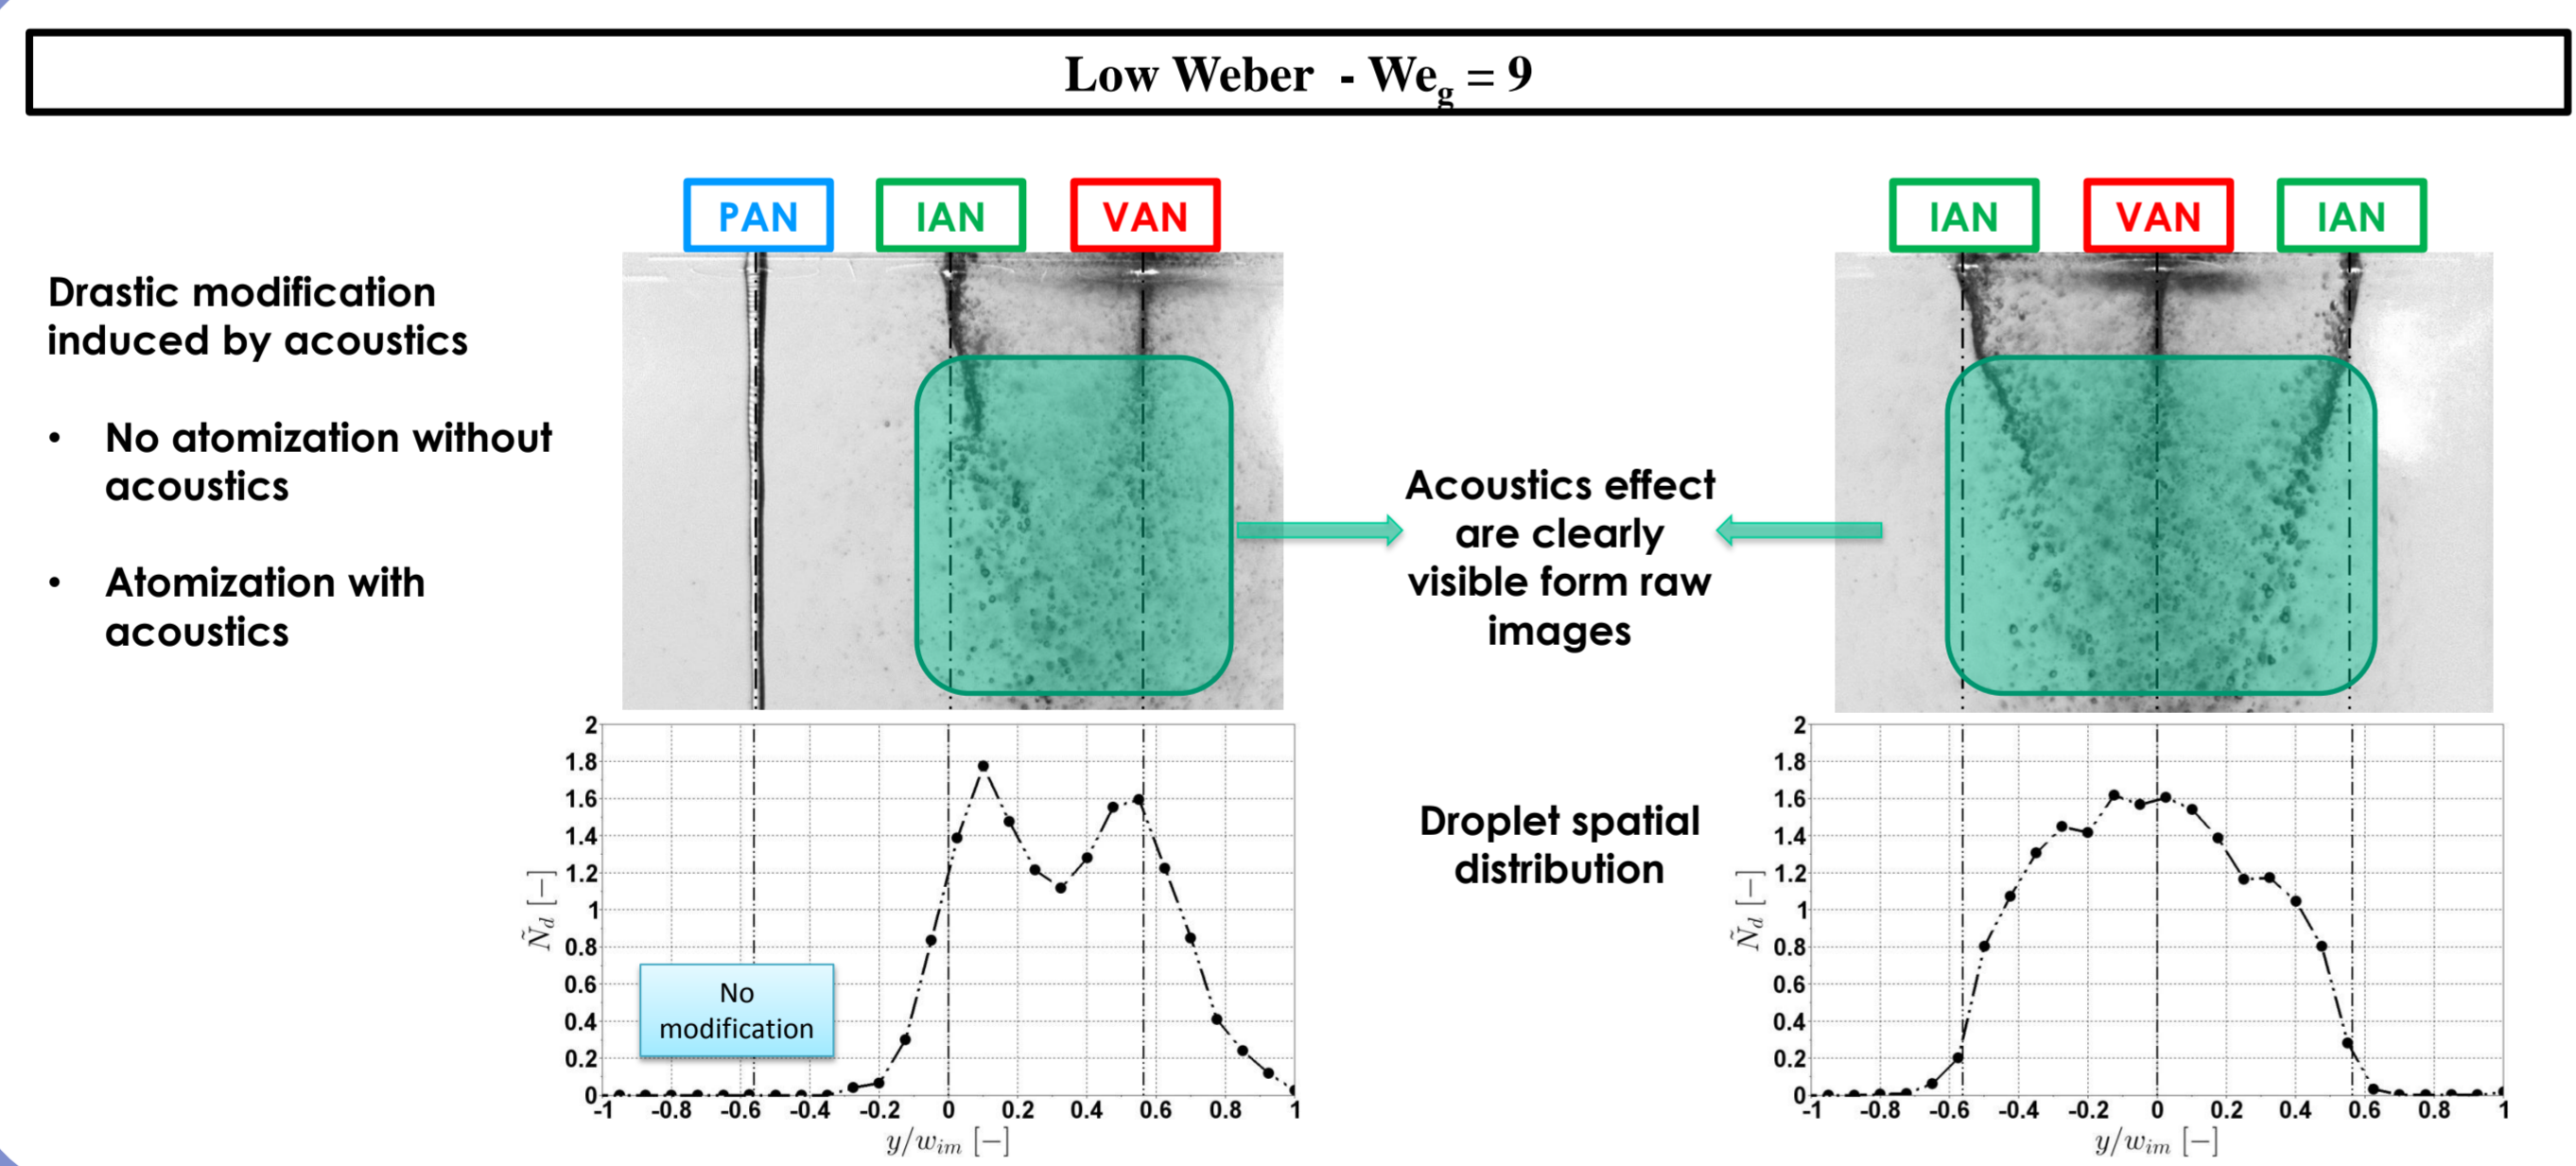 Low Weber - We_g = 9
PAN
IAN
VAN
IAN
VAN
IAN
Drastic modification
induced by acoustics
• No atomization without
acoustics
• Atomization with
acoustics
Acoustics effect
are clearly
visible form raw
images
2
1.8
1.6
1.4
1.2
1
0.8
0.6
0.4
0.2
0
Ñ_d [−]
No
modification
-1 -0.8 -0.6 -0.4 -0.2 0 0.2 0.4 0.6 0.8 1
y/w_im [−]
Droplet spatial
distribution
2
1.8
1.6
1.4
1.2
1
0.8
0.6
0.4
0.2
0
Ñ_d [−]
-1 -0.8 -0.6 -0.4 -0.2 0 0.2 0.4 0.6 0.8 1
y/w_im [−]